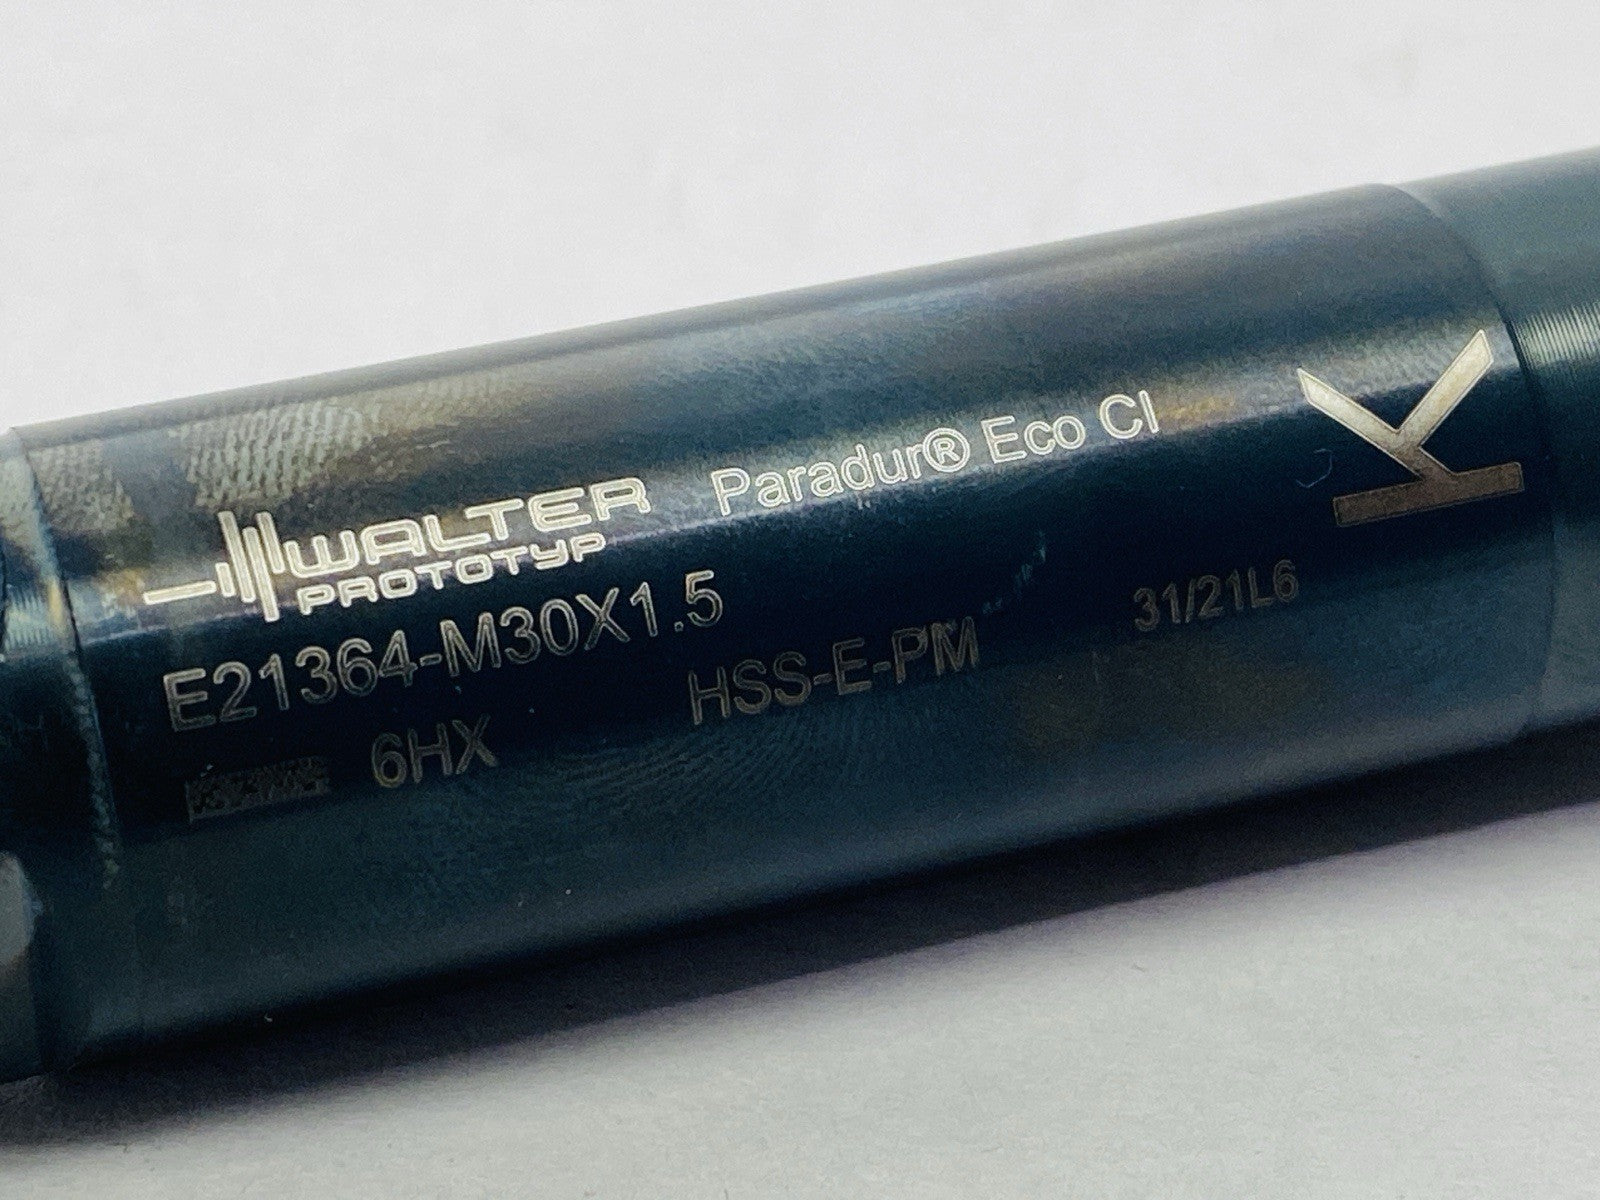 WALTER
PROTOTYP
Paradur® Eco CI
K
E21364-M30X1.5
6HX
HSS-E-PM
31/21L6